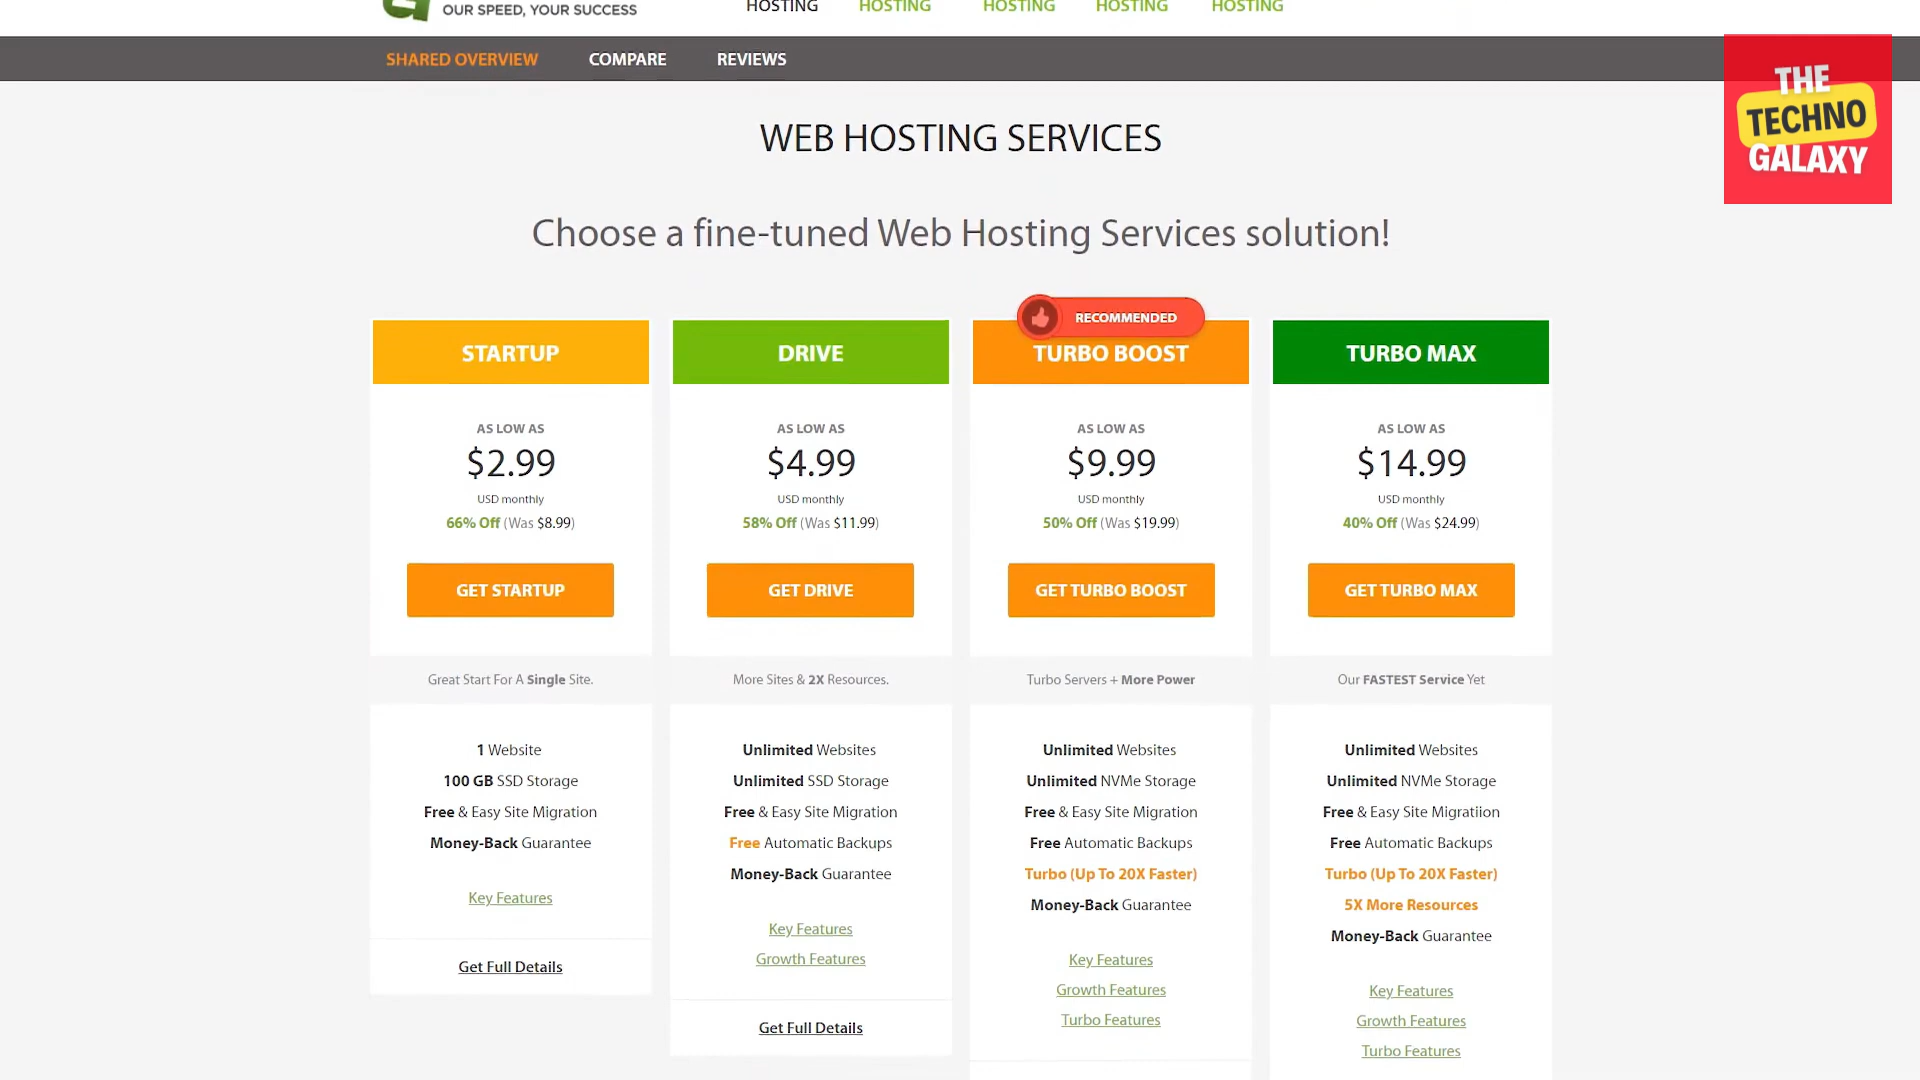 OUR SPEED, YOUR SUCCESS
HOSTING HOSTING HOSTING HOSTING HOSTING
SHARED OVERVIEW COMPARE REVIEWS
THE
TECHNO
GALAXY
WEB HOSTING SERVICES
Choose a fine-tuned Web Hosting Services solution!
STARTUP
AS LOW AS
$2.99
USD monthly
66% Off (Was $8.99)
GET STARTUP
Great Start For A Single Site.
1 Website
100 GB SSD Storage
Free & Easy Site Migration
Money-Back Guarantee
Key Features
Get Full Details
DRIVE
AS LOW AS
$4.99
USD monthly
58% Off (Was $11.99)
GET DRIVE
More Sites & 2X Resources.
Unlimited Websites
Unlimited SSD Storage
Free & Easy Site Migration
Free Automatic Backups
Money-Back Guarantee
Key Features
Growth Features
Get Full Details
RECOMMENDED
TURBO BOOST
AS LOW AS
$9.99
USD monthly
50% Off (Was $19.99)
GET TURBO BOOST
Turbo Servers + More Power
Unlimited Websites
Unlimited NVMe Storage
Free & Easy Site Migration
Free Automatic Backups
Turbo (Up To 20X Faster)
Money-Back Guarantee
Key Features
Growth Features
Turbo Features
TURBO MAX
AS LOW AS
$14.99
USD monthly
40% Off (Was $24.99)
GET TURBO MAX
Our FASTEST Service Yet
Unlimited Websites
Unlimited NVMe Storage
Free & Easy Site Migratiion
Free Automatic Backups
Turbo (Up To 20X Faster)
5X More Resources
Money-Back Guarantee
Key Features
Growth Features
Turbo Features